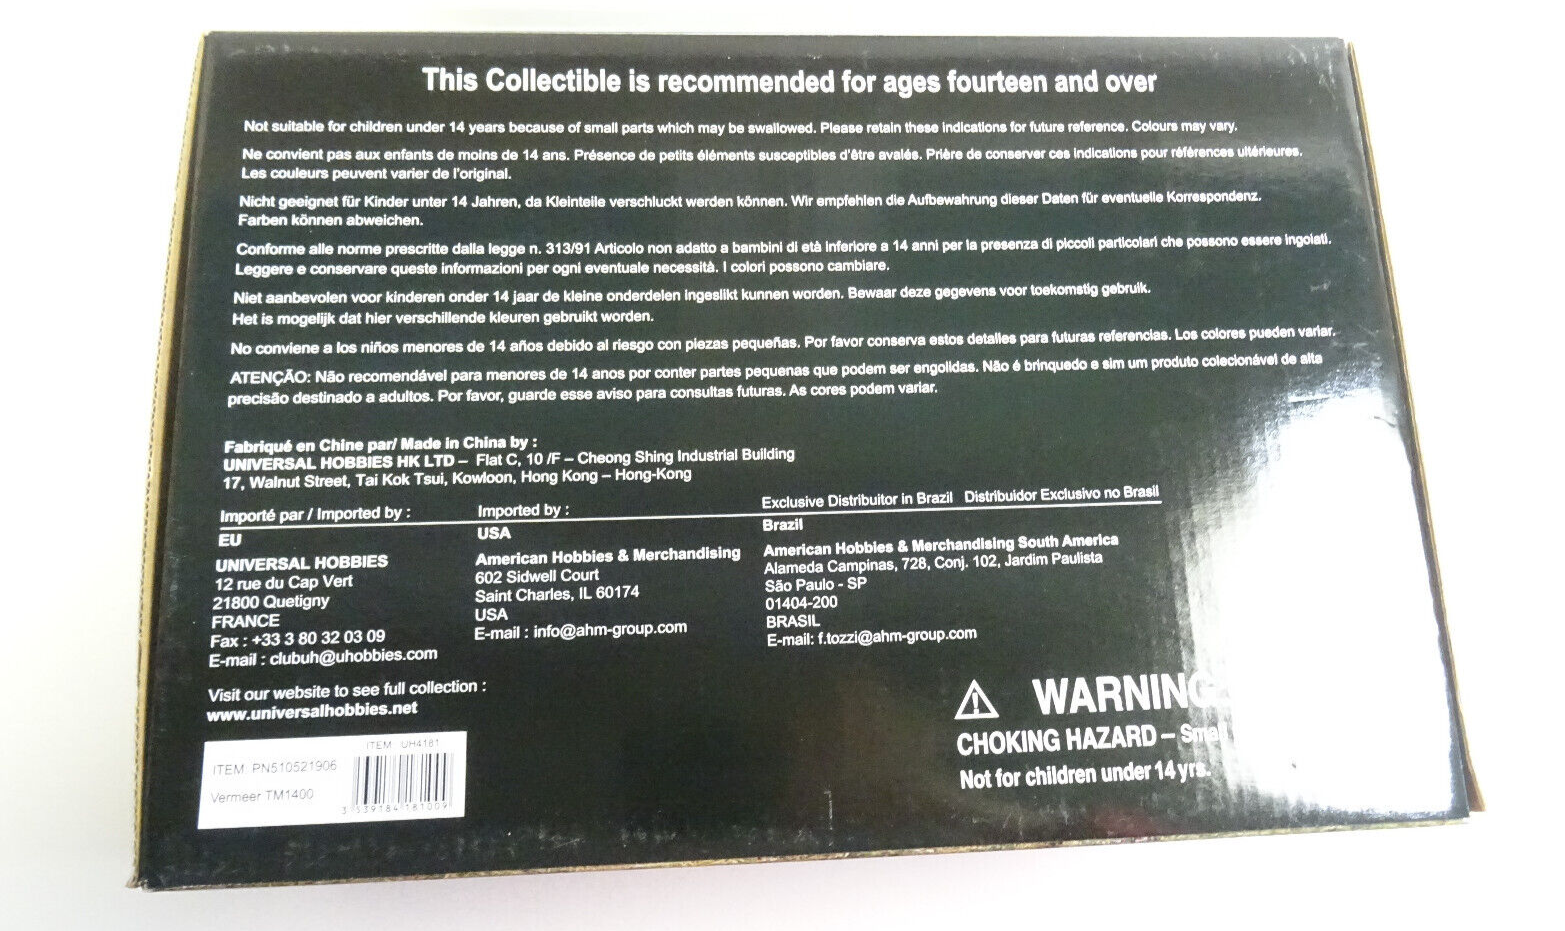 This Collectible is recommended for ages fourteen and over
Not suitable for children under 14 years because of small parts which may be swallowed. Please retain these indications for future reference. Colours may vary.
Ne convient pas aux enfants de moins de 14 ans. Présence de petits éléments susceptibles d'être avalés. Prière de conserver ces indications pour références ultérieures.
Les couleurs peuvent varier de l'original.
Nicht geeignet für Kinder unter 14 Jahren, da Kleinteile verschluckt werden können. Wir empfehlen die Aufbewahrung dieser Daten für eventuelle Korrespondenz.
Farben können abweichen.
Conforme alle norme prescritte dalla legge n. 313/91 Articolo non adatto a bambini di età inferiore a 14 anni per la presenza di piccoli particolari che possono essere ingoiati.
Leggere e conservare queste informazioni per ogni eventuale necessità. I colori possono cambiare.
Niet aanbevolen voor kinderen onder 14 jaar de kleine onderdelen ingeslikt kunnen worden. Bewaar deze gegevens voor toekomstig gebruik.
Het is mogelijk dat hier verschillende kleuren gebruikt worden.
No conviene a los niños menores de 14 años debido al riesgo con piezas pequeñas. Por favor conserva estos detalles para futuras referencias. Los colores pueden variar.
ATENÇÃO: Não recomendável para menores de 14 anos por conter partes pequenas que podem ser engolidas. Não é brinquedo e sim um produto colecionável de alta
precisão destinado a adultos. Por favor, guarde esse aviso para consultas futuras. As cores podem variar.
Fabriqué en Chine par/ Made in China by :
UNIVERSAL HOBBIES HK LTD – Flat C, 10 /F – Cheong Shing Industrial Building
17, Walnut Street, Tai Kok Tsui, Kowloon, Hong Kong – Hong-Kong
Importé par / Imported by :
EU
UNIVERSAL HOBBIES
12 rue du Cap Vert
21800 Quetigny
FRANCE
Fax : +33 3 80 32 03 09
E-mail : clubuh@uhobbies.com
Imported by :
USA
American Hobbies & Merchandising
602 Sidwell Court
Saint Charles, IL 60174
USA
E-mail : info@ahm-group.com
Exclusive Distribuitor in Brazil Distribuidor Exclusivo no Brasil
Brazil
American Hobbies & Merchandising South America
Alameda Campinas, 728, Conj. 102, Jardim Paulista
São Paulo - SP
01404-200
BRASIL
E-mail: f.tozzi@ahm-group.com
Visit our website to see full collection :
www.universalhobbies.net
WARNING
CHOKING HAZARD – Small
Not for children under 14 yrs.
ITEM UH4181
ITEM PN510521906
Vermeer TM1400
3 539184 181009